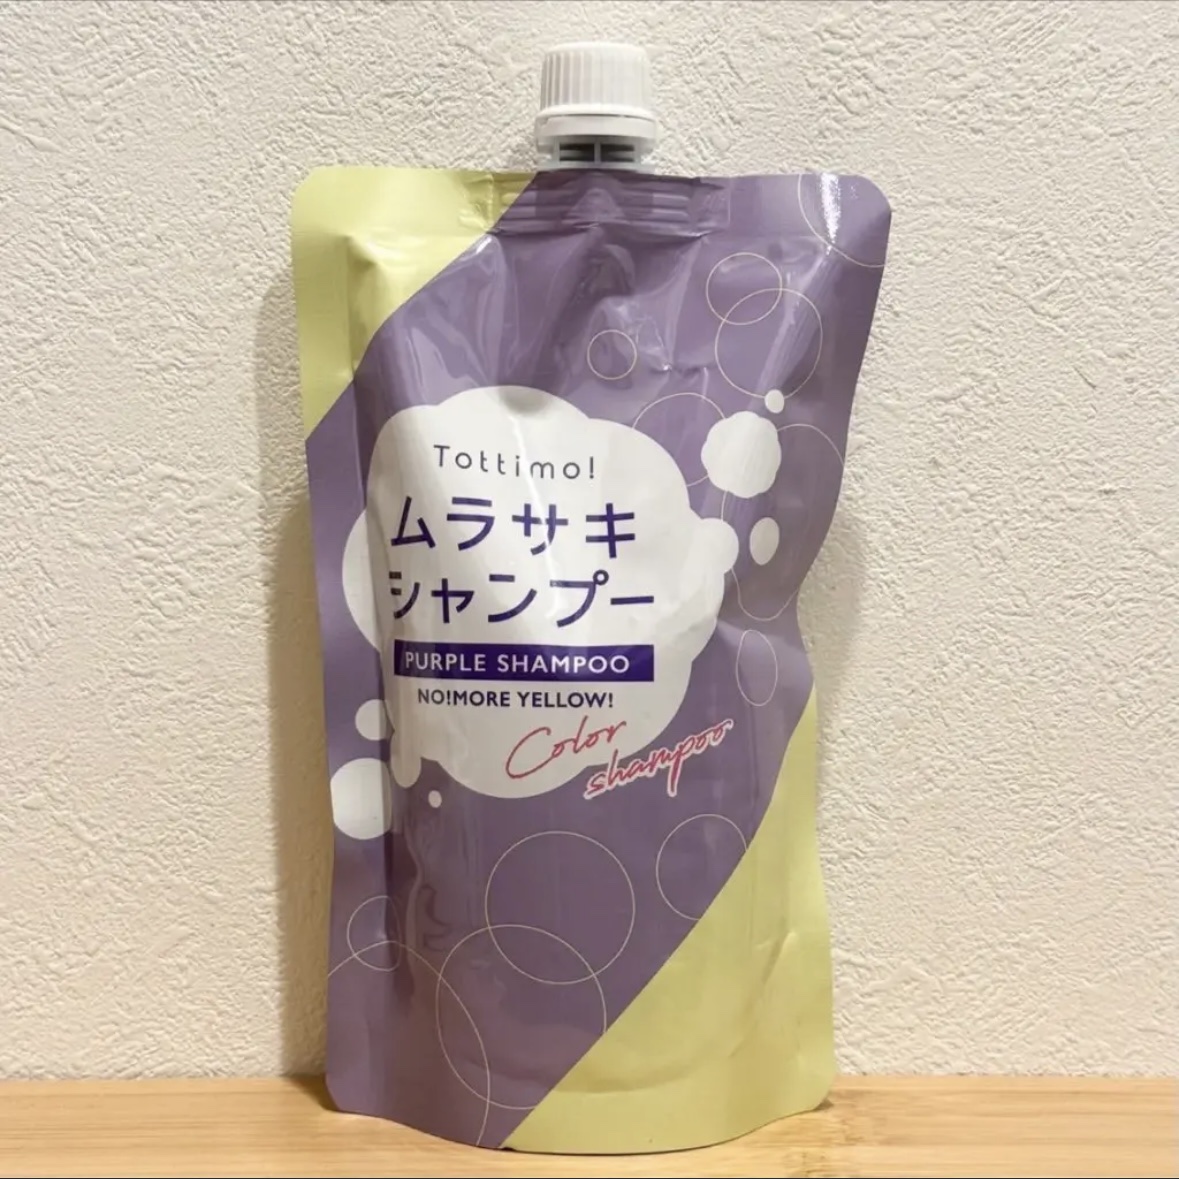 Tottimo!
ムラサキ
シャンプー
PURPLE SHAMPOO
NO!MORE YELLOW!
Color
shampoo